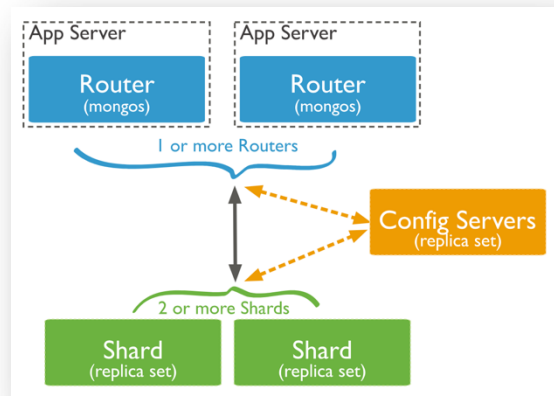 App Server
App Server
Router
(mongos)
Router
(mongos)
1 or more Routers
Config Servers
(replica set)
2 or more Shards
Shard
(replica set)
Shard
(replica set)